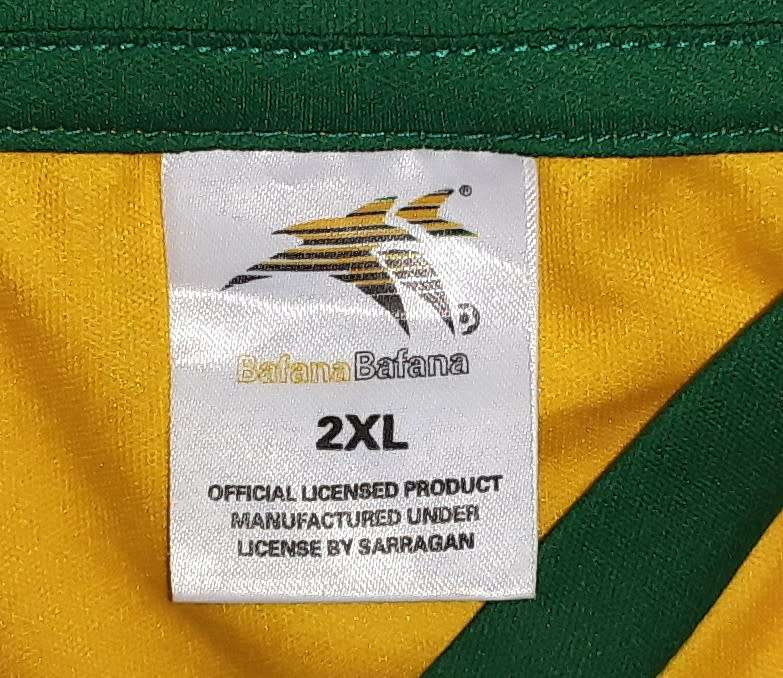 ®
BafanaBafana
2XL
OFFICIAL LICENSED PRODUCT
MANUFACTURED UNDER
LICENSE BY SARRAGAN